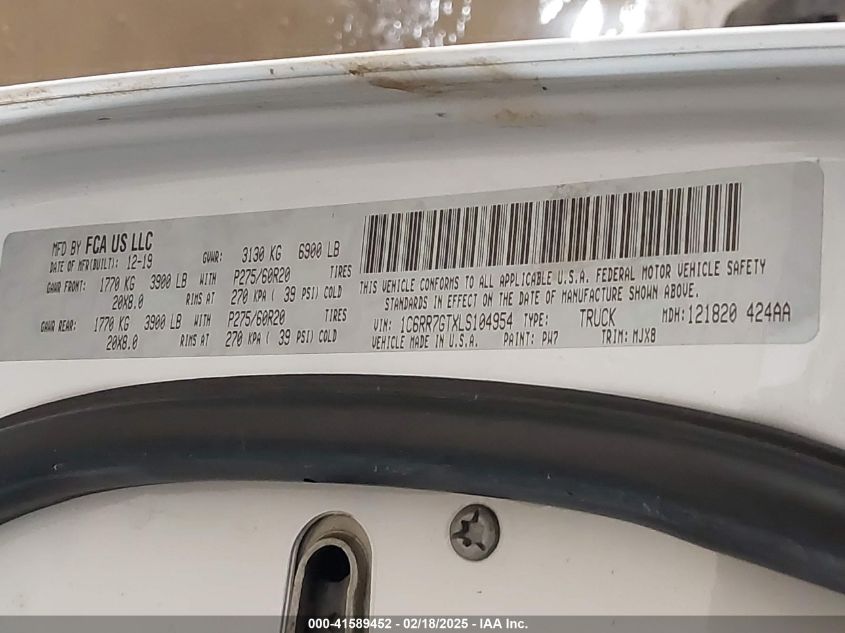 MFD BY FCA US LLC
DATE OF MFR(BUILT): 12-19 GVWR: 3130 KG 6900 LB
GAWR FRONT: 1770 KG 3900 LB WITH P275/60R20 TIRES
20X8.0 RIMS AT 270 KPA ( 39 PSI) COLD
GAWR REAR: 1770 KG 3900 LB WITH P275/60R20 TIRES
20X8.0 RIMS AT 270 KPA ( 39 PSI) COLD
THIS VEHICLE CONFORMS TO ALL APPLICABLE U.S.A. FEDERAL MOTOR VEHICLE SAFETY
STANDARDS IN EFFECT ON THE DATE OF MANUFACTURE SHOWN ABOVE.
VIN: 1C6RR7GTXLS104954 TYPE: TRUCK MDH: 121820 424AA
VEHICLE MADE IN U.S.A. PAINT: PW7 TRIM: MJX8
000-41589452 - 02/18/2025 - IAA Inc.